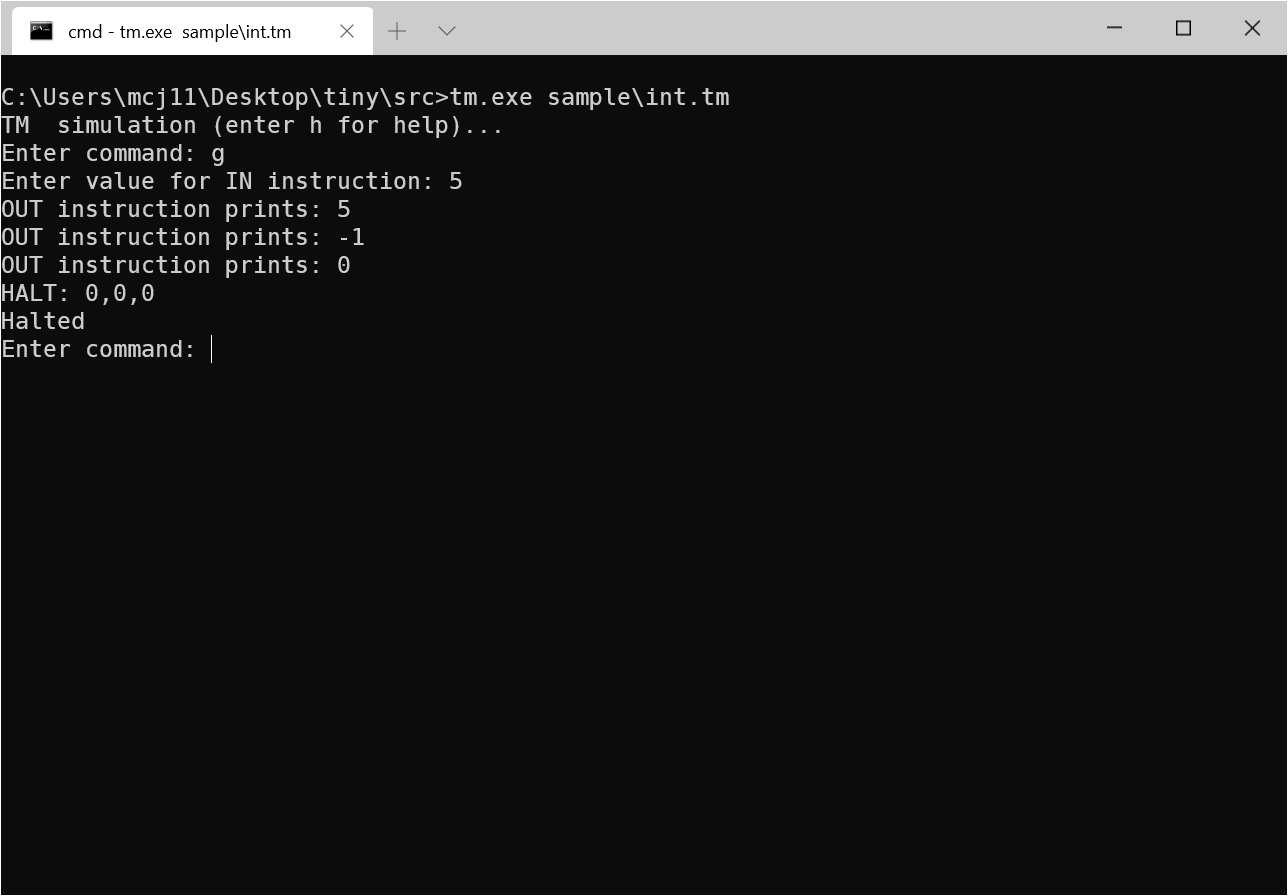 cmd - tm.exe  sample\int.tm
C:\Users\mcj11\Desktop\tiny\src>tm.exe sample\int.tm
TM  simulation (enter h for help)...
Enter command: g
Enter value for IN instruction: 5
OUT instruction prints: 5
OUT instruction prints: -1
OUT instruction prints: 0
HALT: 0,0,0
Halted
Enter command: